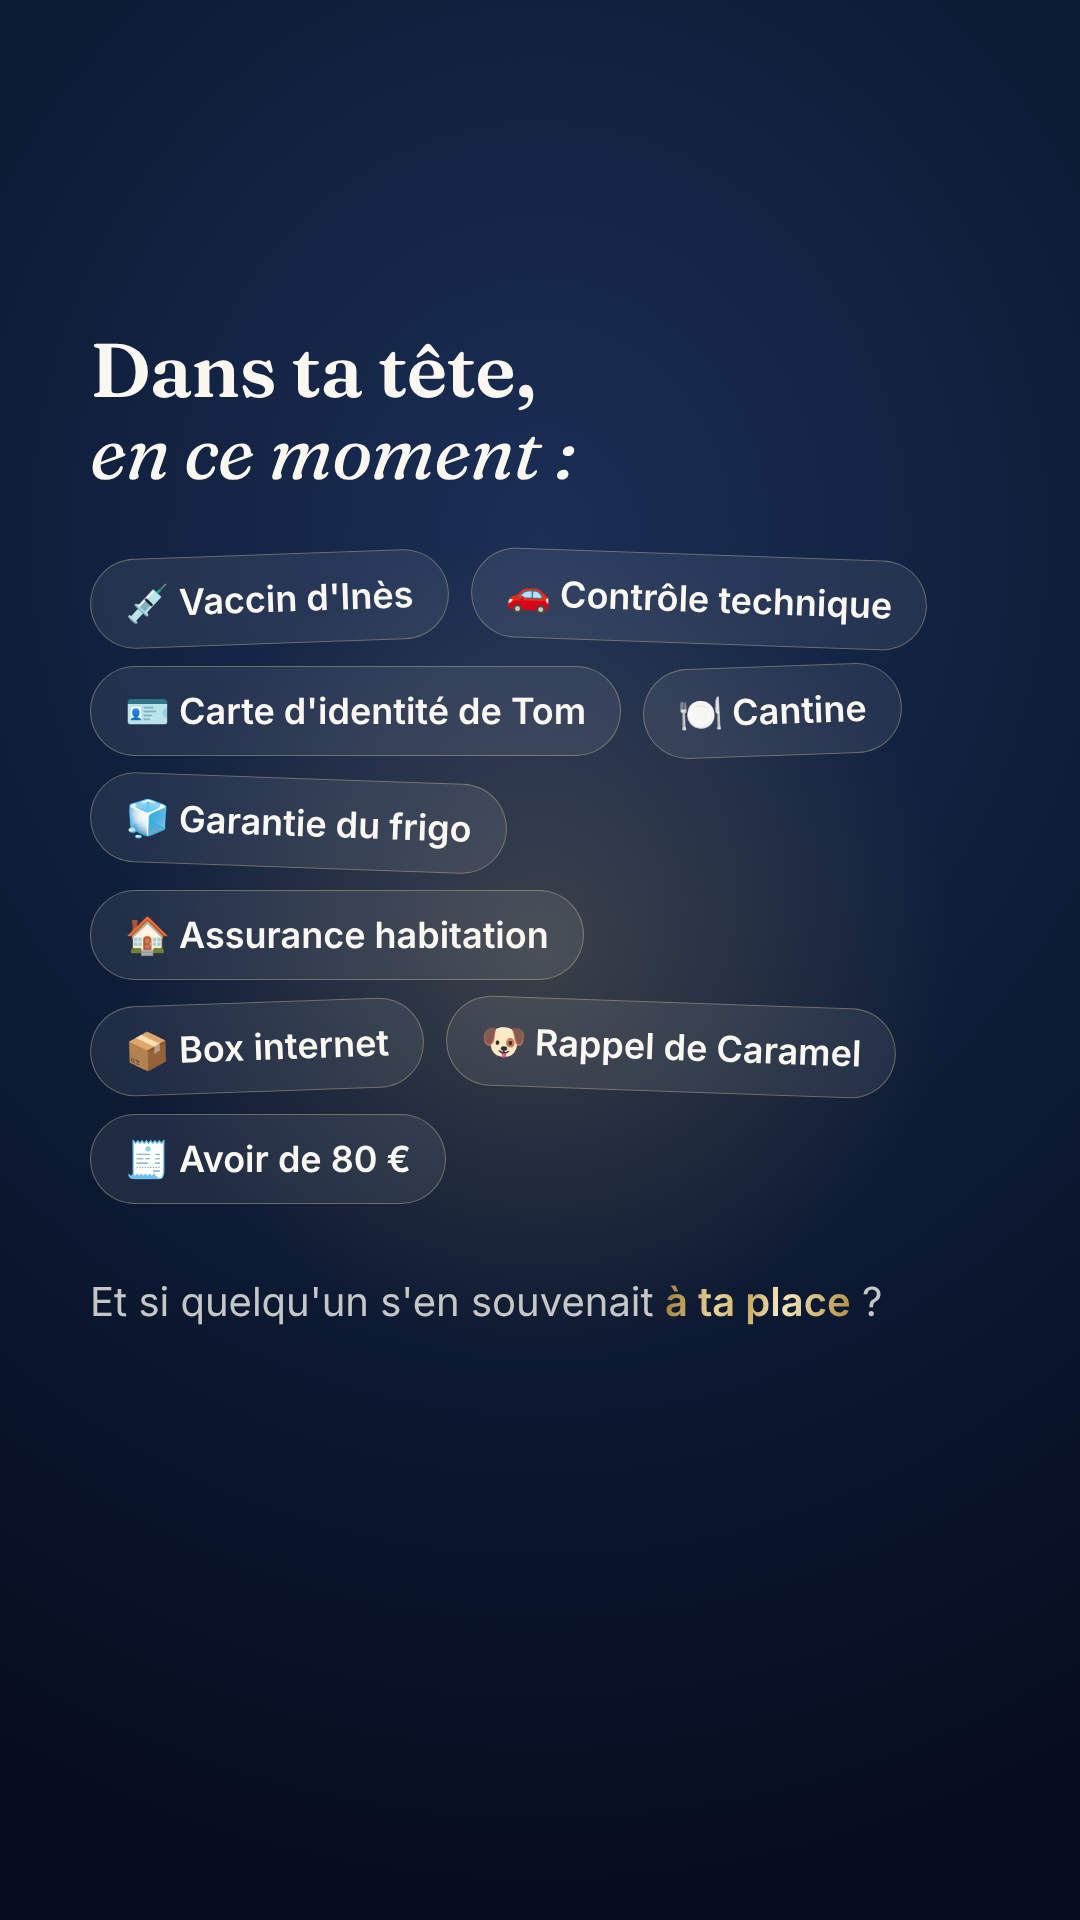 Dans ta tête,
en ce moment :
💉 Vaccin d'Inès
🚗 Contrôle technique
🪪 Carte d'identité de Tom
🍽️ Cantine
🧊 Garantie du frigo
🏠 Assurance habitation
📦 Box internet
🐶 Rappel de Caramel
🧾 Avoir de 80 €
Et si quelqu'un s'en souvenait à ta place ?